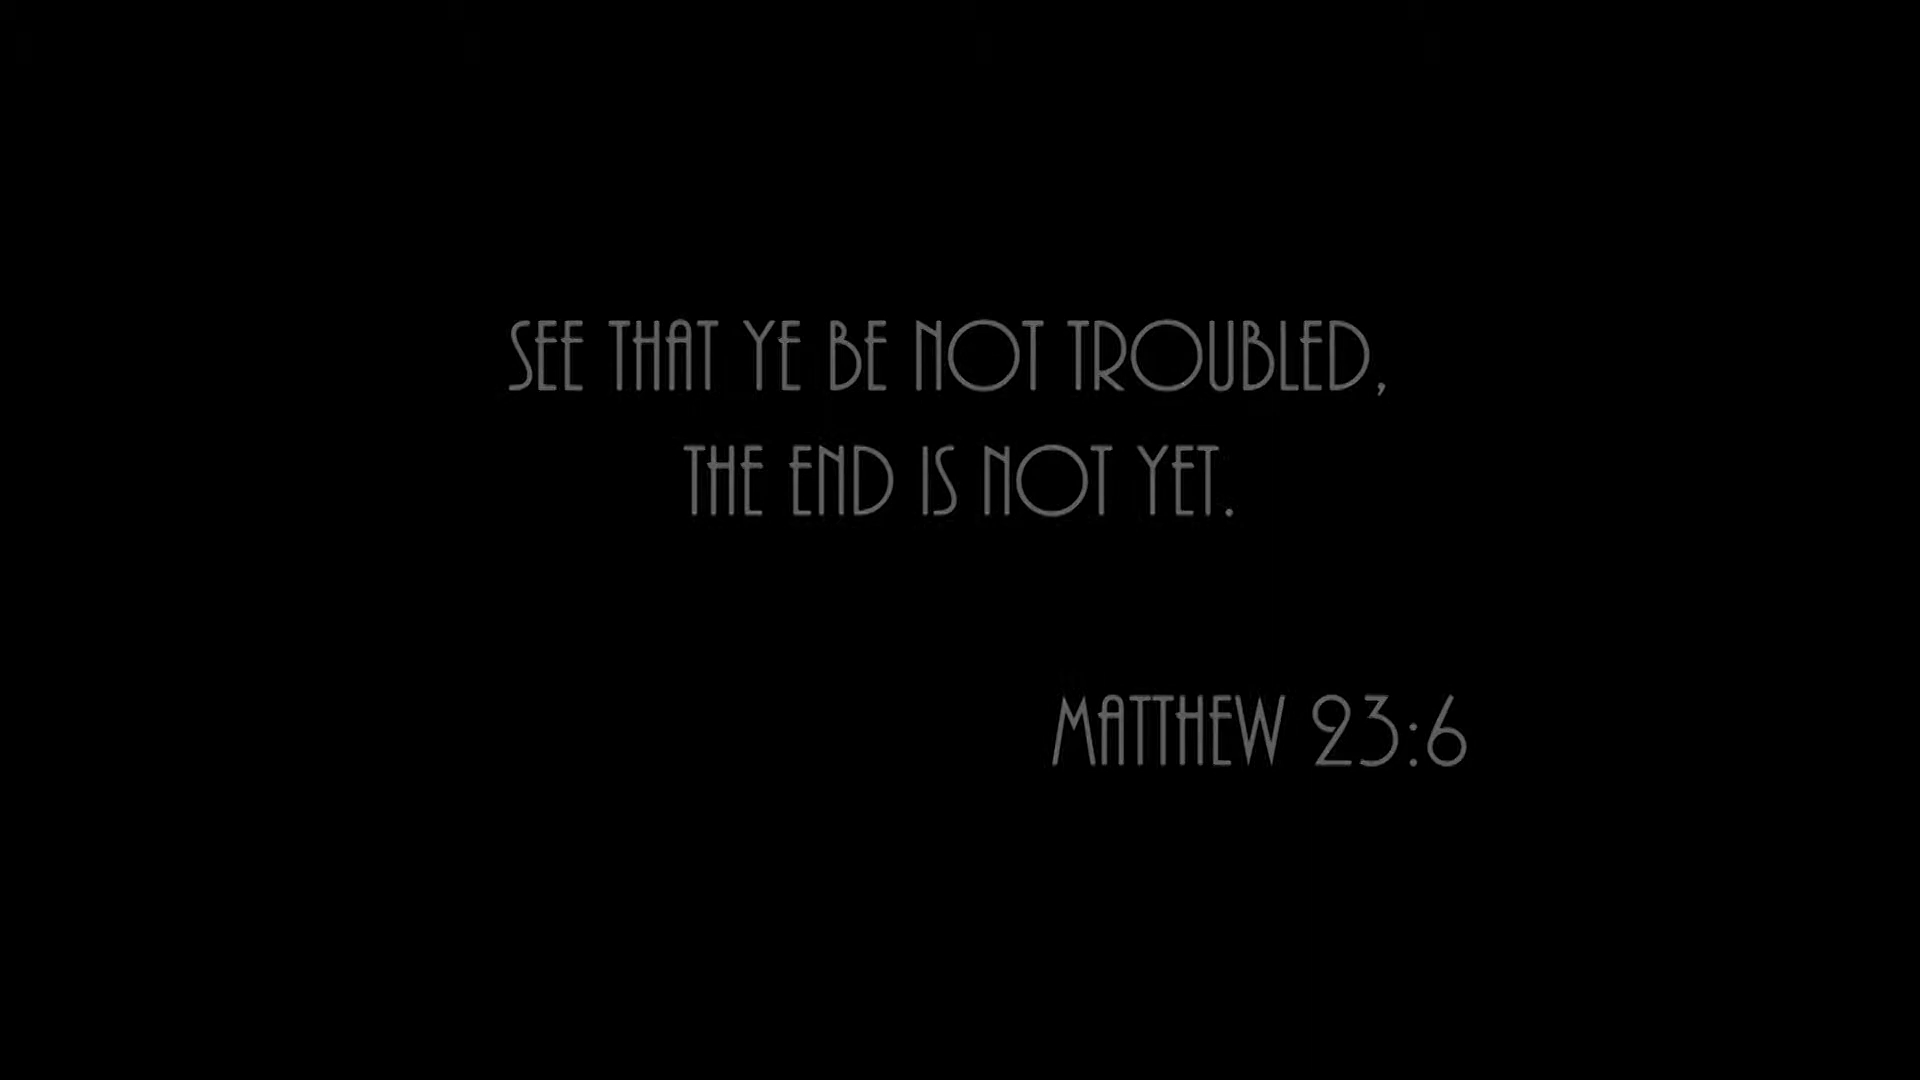 SEE THAT YE BE NOT TROUBLED,
THE END IS NOT YET.
MATTHEW 23:6